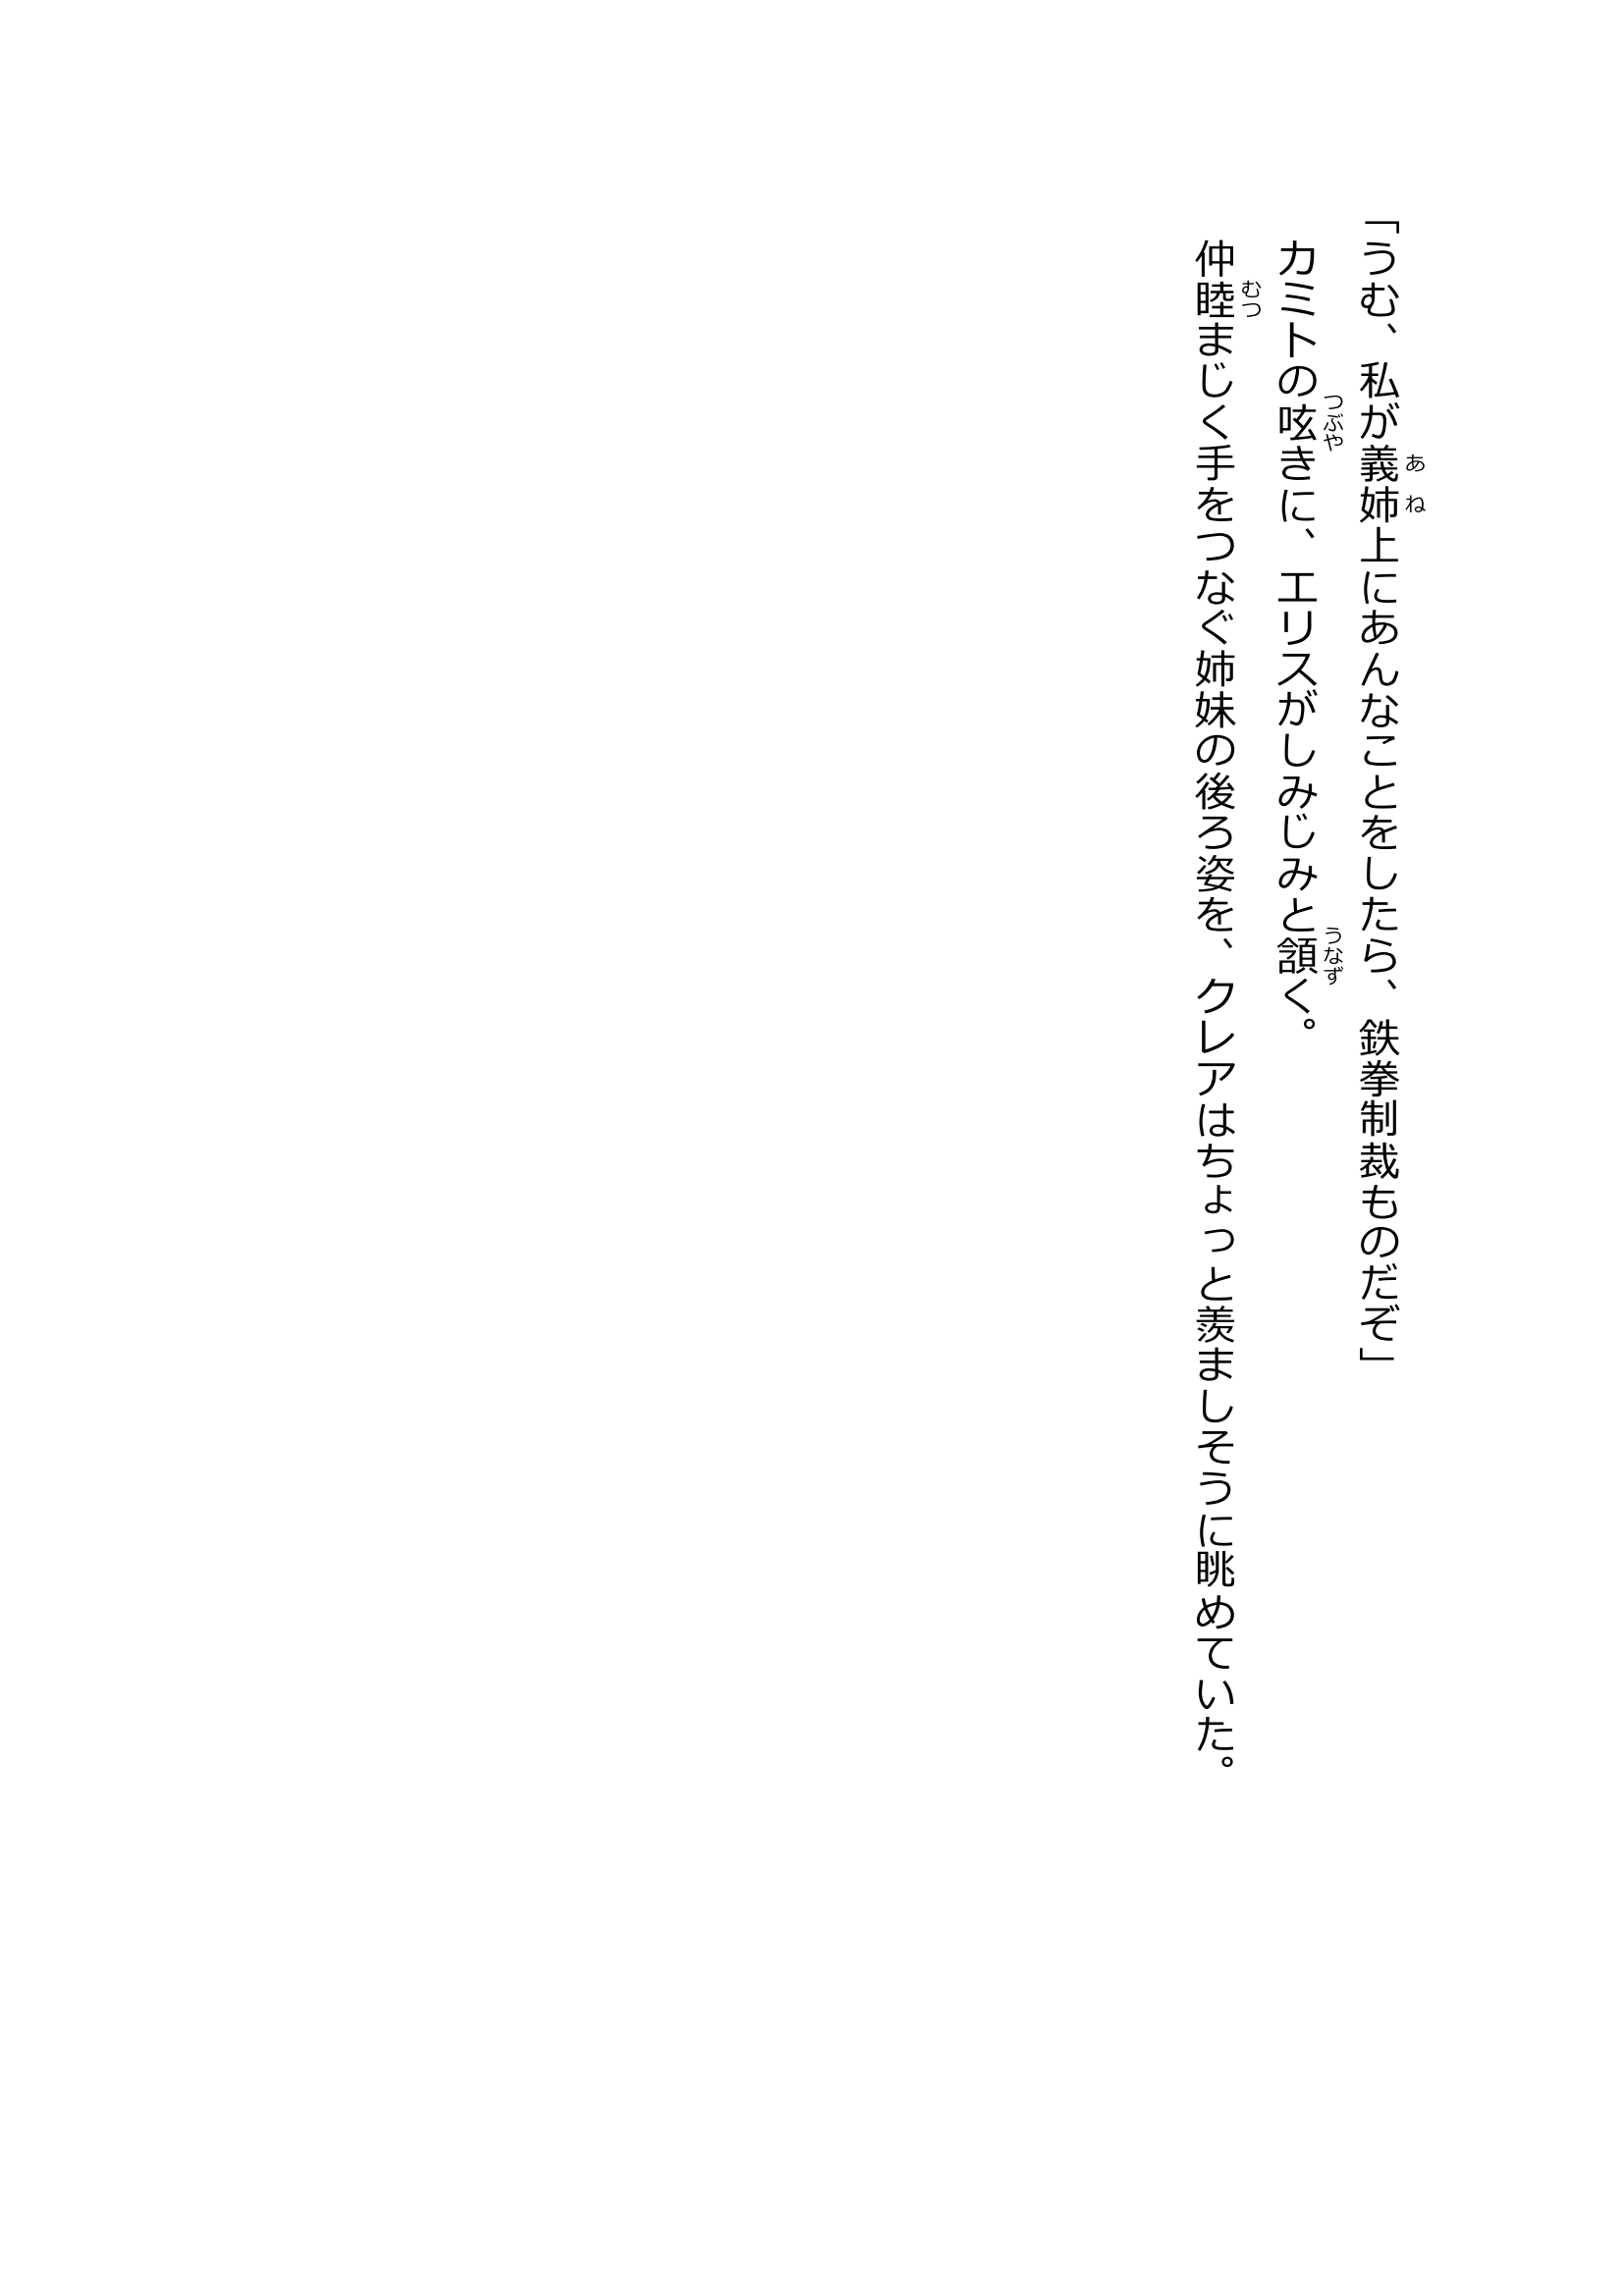 「うむ、私が義姉上にあんなことをしたら、鉄拳制裁ものだぞ」
カミトの呟きに、エリスがしみじみと頷く。
仲睦まじく手をつなぐ姉妹の後ろ姿を、クレアはちょっと羨ましそうに眺めていた。